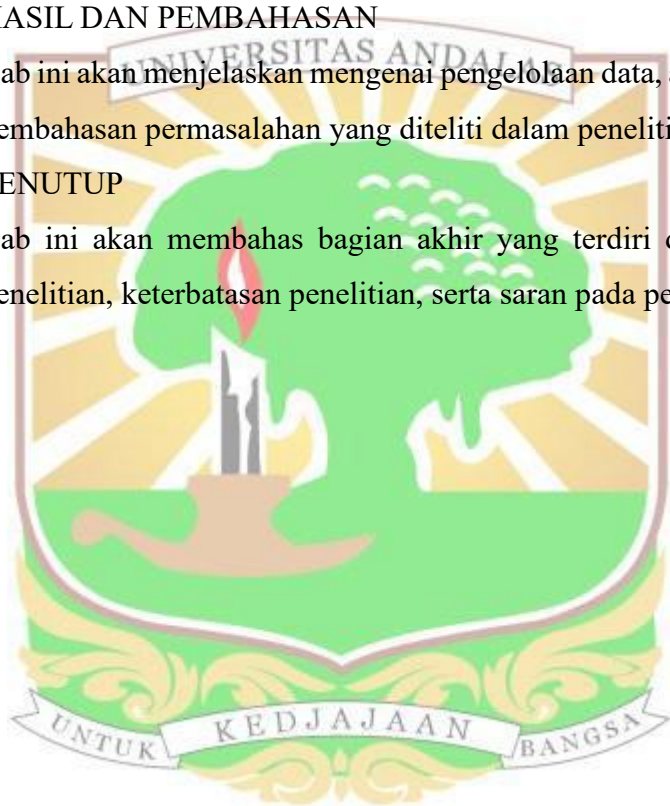 HASIL DAN PEMBAHASAN
UNIVERSITAS ANDALAS
ab ini akan menjelaskan mengenai pengelolaan data,
embahasan permasalahan yang diteliti dalam peneliti
ENUTUP
ab ini akan membahas bagian akhir yang terdiri
enelitian, keterbatasan penelitian, serta saran pada pe
UNTUK KEDJAJAAN BANGSA